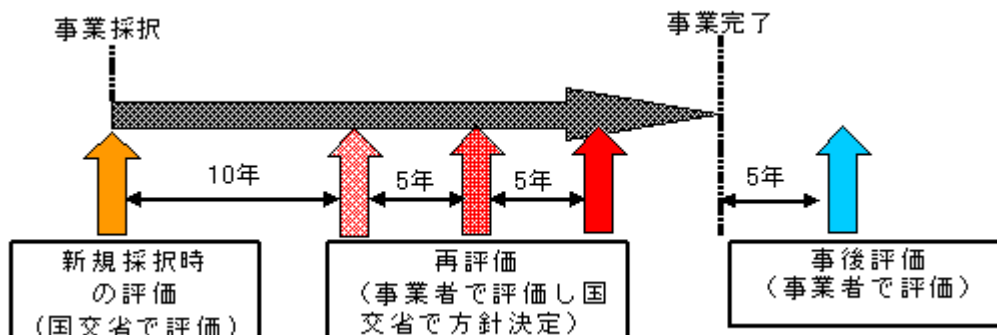 事業採択
事業完了
10年
5年
5年
5年
新規採択時
の評価
(国交省で評価)
再評価
(事業者で評価し国
交省で方針決定)
事後評価
(事業者で評価)